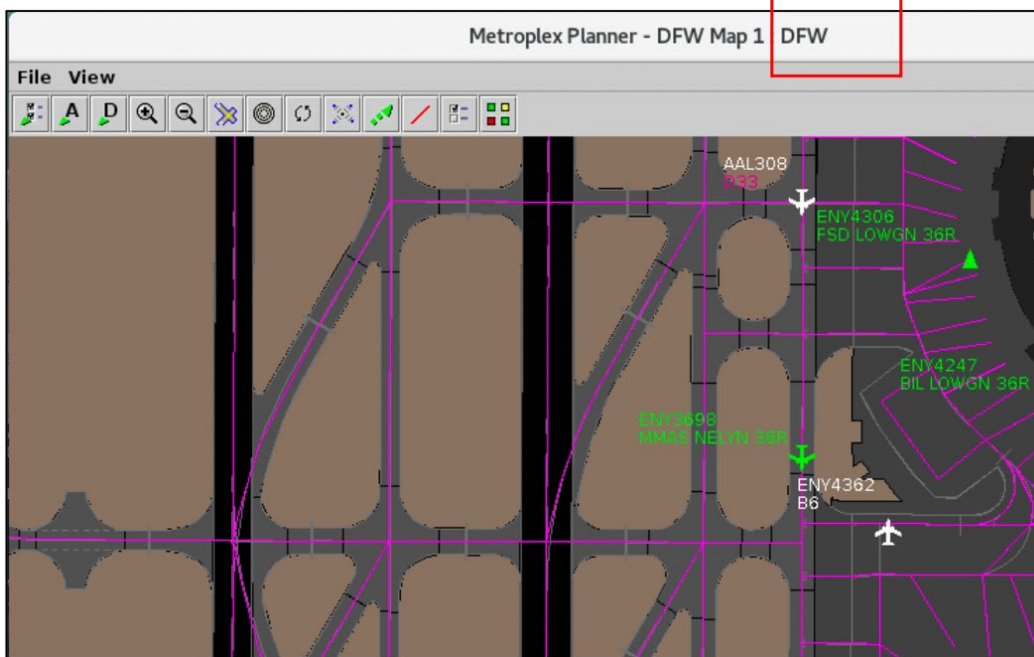 Metroplex Planner - DFW Map 1 DFW
File View
A D
AAL308
D33
ENY4306
FSD LOWGN 36R
ENY4247
BIL LOWGN 36R
ENY3698
MMAS NELYN 36R
ENY4362
B6